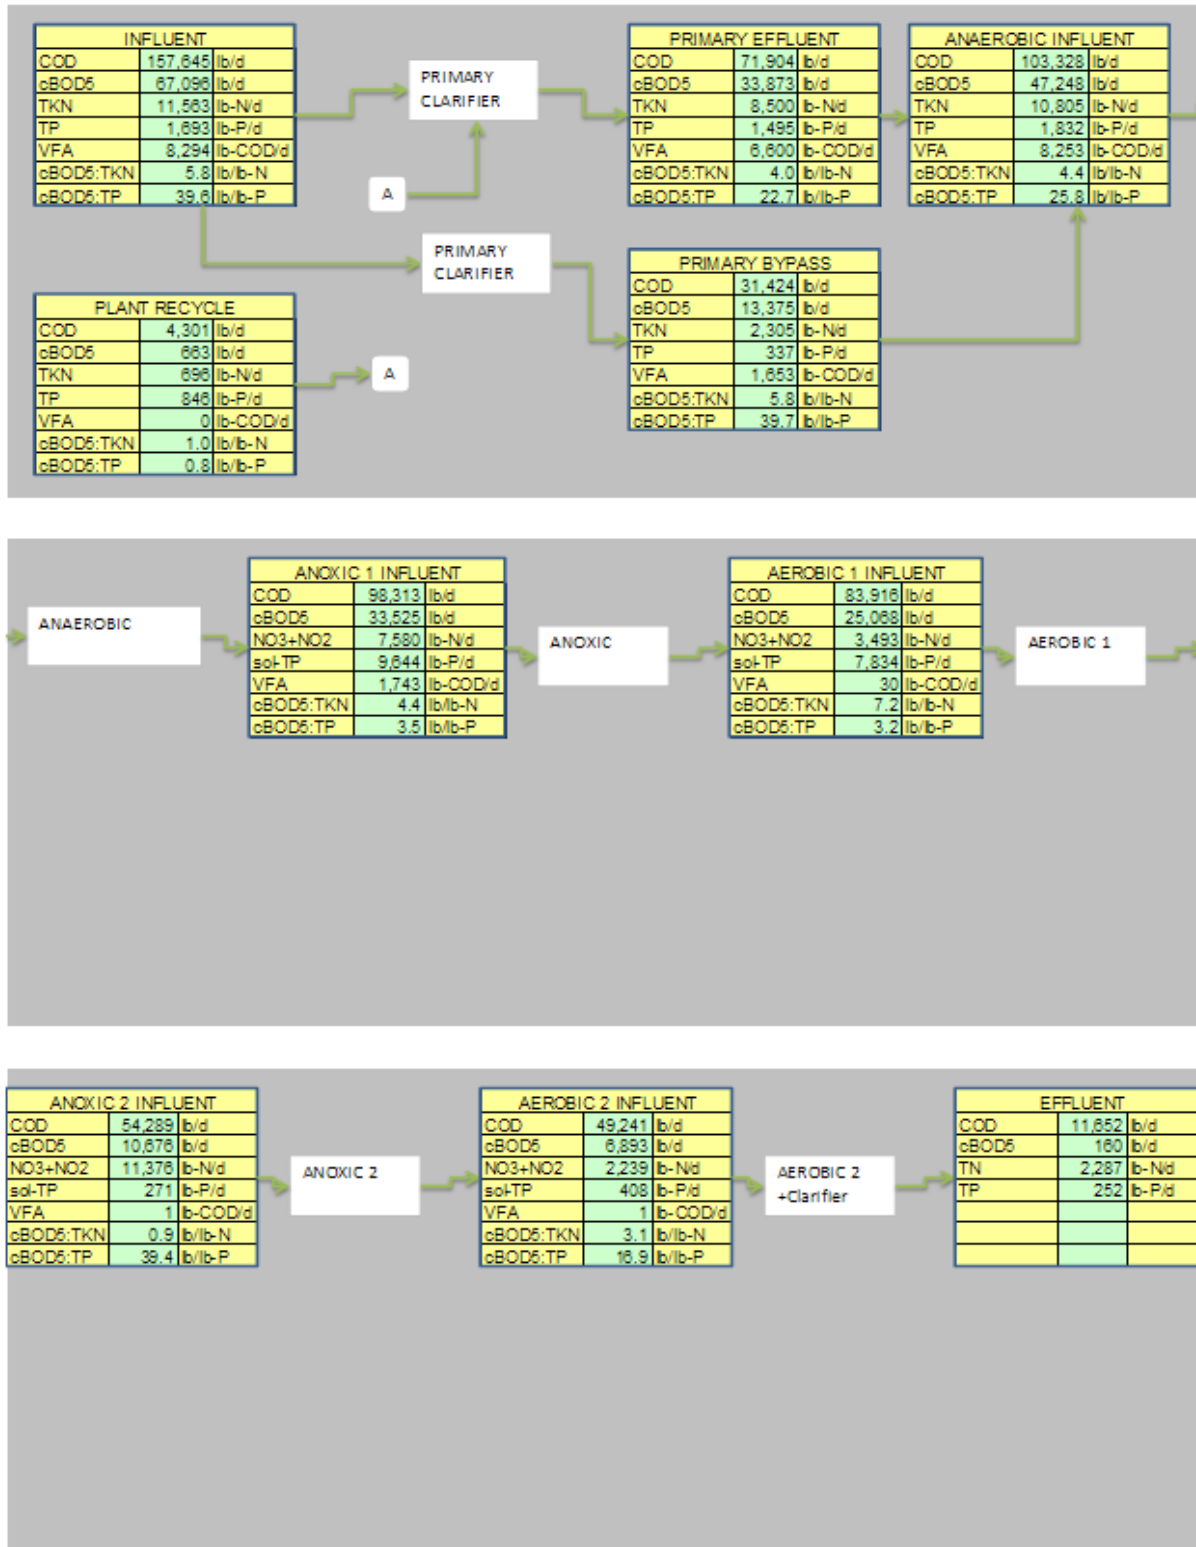 INFLUENT
COD 157,645 lb/d
cBOD5 67,096 lb/d
TKN 11,563 lb-N/d
TP 1,693 lb-P/d
VFA 8,294 lb-COD/d
cBOD5:TKN 5.8 lb/lb-N
cBOD5:TP 39.6 lb/lb-P
PRIMARY
CLARIFIER
A
PRIMARY EFFLUENT
COD 71,904 lb/d
cBOD5 33,873 lb/d
TKN 8,500 lb-N/d
TP 1,495 lb-P/d
VFA 6,600 lb-COD/d
cBOD5:TKN 4.0 lb/lb-N
cBOD5:TP 22.7 lb/lb-P
ANAEROBIC INFLUENT
COD 103,328 lb/d
cBOD5 47,248 lb/d
TKN 10,805 lb-N/d
TP 1,832 lb-P/d
VFA 8,253 lb-COD/d
cBOD5:TKN 4.4 lb/lb-N
cBOD5:TP 25.8 lb/lb-P
PRIMARY
CLARIFIER
PRIMARY BYPASS
COD 31,424 lb/d
cBOD5 13,375 lb/d
TKN 2,305 lb-N/d
TP 337 lb-P/d
VFA 1,653 lb-COD/d
cBOD5:TKN 5.8 lb/lb-N
cBOD5:TP 39.7 lb/lb-P
PLANT RECYCLE
COD 4,301 lb/d
cBOD5 663 lb/d
TKN 696 lb-N/d
TP 846 lb-P/d
VFA 0 lb-COD/d
cBOD5:TKN 1.0 lb/lb-N
cBOD5:TP 0.8 lb/lb-P
A
ANAEROBIC
ANOXIC 1 INFLUENT
COD 98,313 lb/d
cBOD5 33,525 lb/d
NO3+NO2 7,580 lb-N/d
sol-TP 9,644 lb-P/d
VFA 1,743 lb-COD/d
cBOD5:TKN 4.4 lb/lb-N
cBOD5:TP 3.5 lb/lb-P
ANOXIC
AEROBIC 1 INFLUENT
COD 83,916 lb/d
cBOD5 25,068 lb/d
NO3+NO2 3,493 lb-N/d
sol-TP 7,834 lb-P/d
VFA 30 lb-COD/d
cBOD5:TKN 7.2 lb/lb-N
cBOD5:TP 3.2 lb/lb-P
AEROBIC 1
ANOXIC 2 INFLUENT
COD 54,289 lb/d
cBOD5 10,676 lb/d
NO3+NO2 11,376 lb-N/d
sol-TP 271 lb-P/d
VFA 1 lb-COD/d
cBOD5:TKN 0.9 lb/lb-N
cBOD5:TP 39.4 lb/lb-P
ANOXIC 2
AEROBIC 2 INFLUENT
COD 49,241 lb/d
cBOD5 6,893 lb/d
NO3+NO2 2,239 lb-N/d
sol-TP 408 lb-P/d
VFA 1 lb-COD/d
cBOD5:TKN 3.1 lb/lb-N
cBOD5:TP 16.9 lb/lb-P
AEROBIC 2
+Clarifier
EFFLUENT
COD 11,652 lb/d
cBOD5 160 lb/d
TN 2,287 lb-N/d
TP 252 lb-P/d